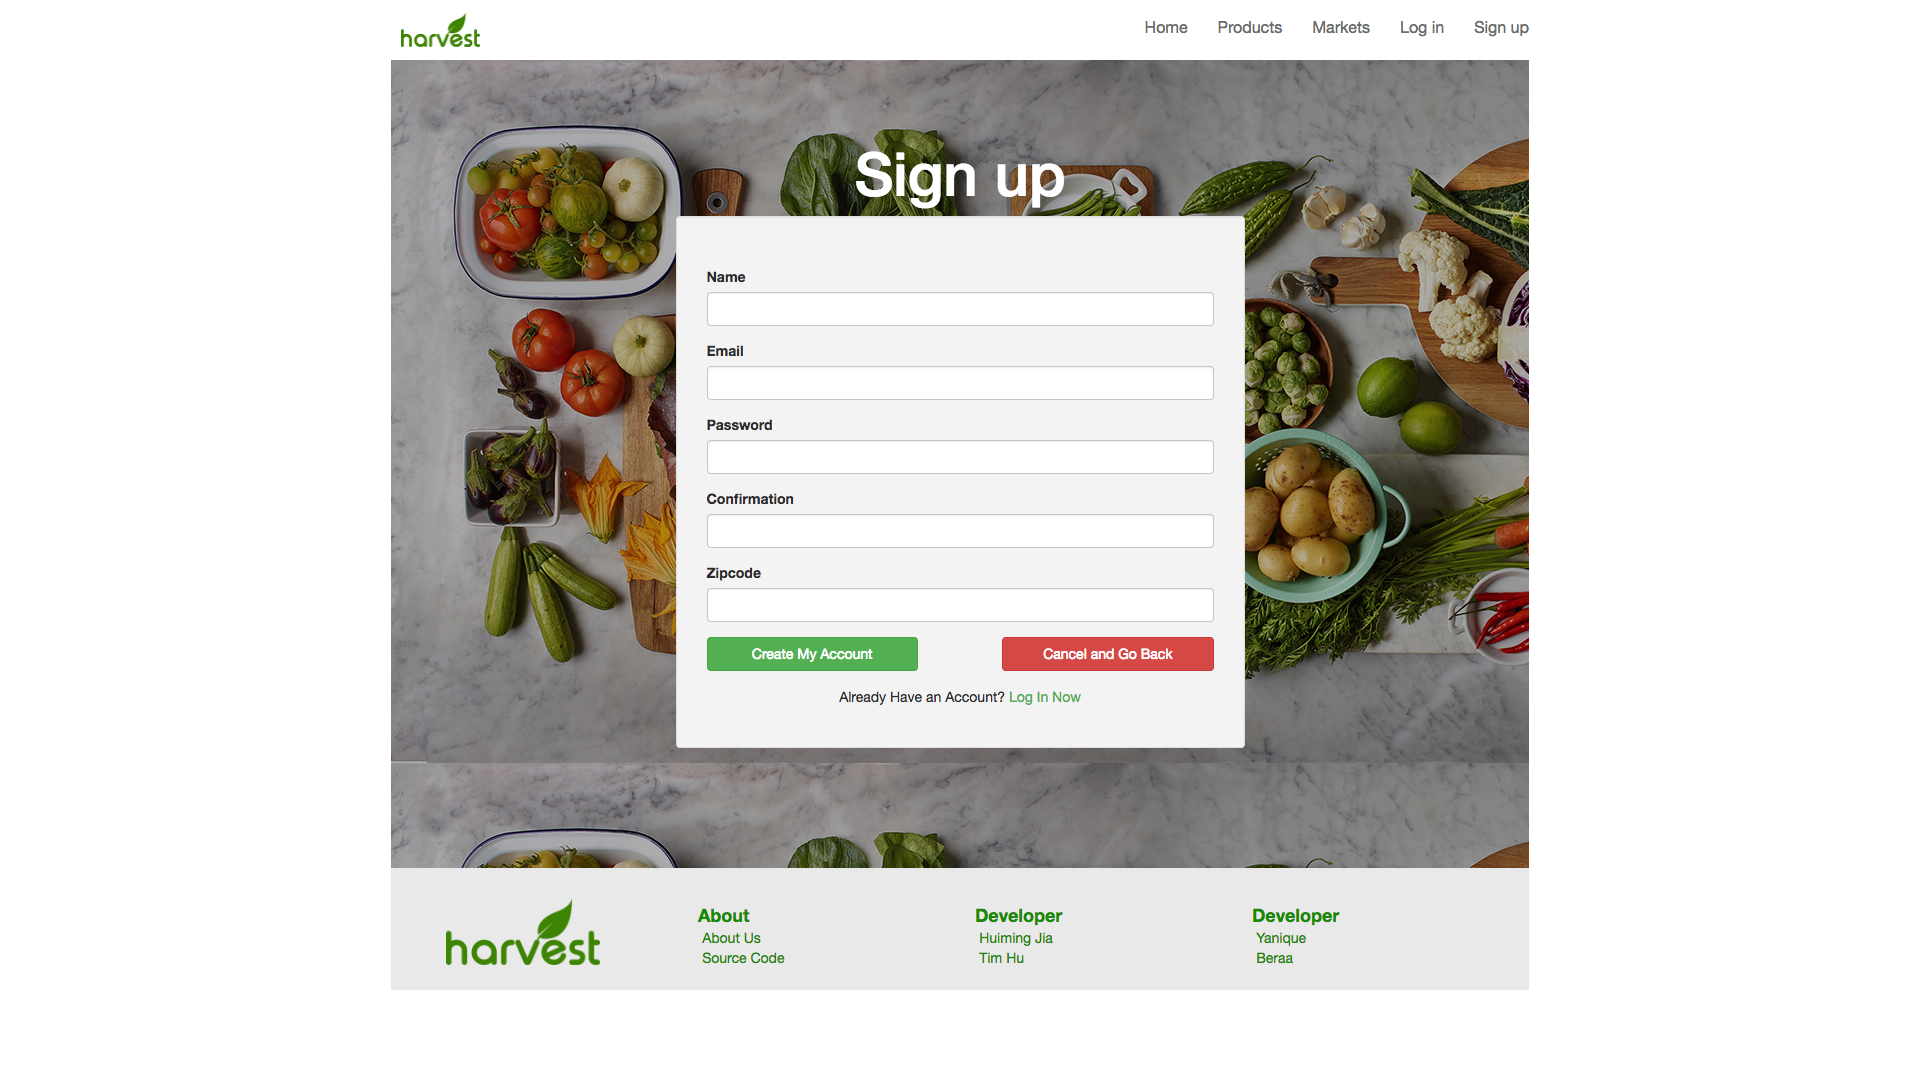 harvest Home Products Markets Log in Sign up
Sign up
Name
Email
Password
Confirmation
Zipcode
Create My Account Cancel and Go Back
Already Have an Account? Log In Now
harvest
About
About Us
Source Code
Developer
Huiming Jia
Tim Hu
Developer
Yanique
Beraa